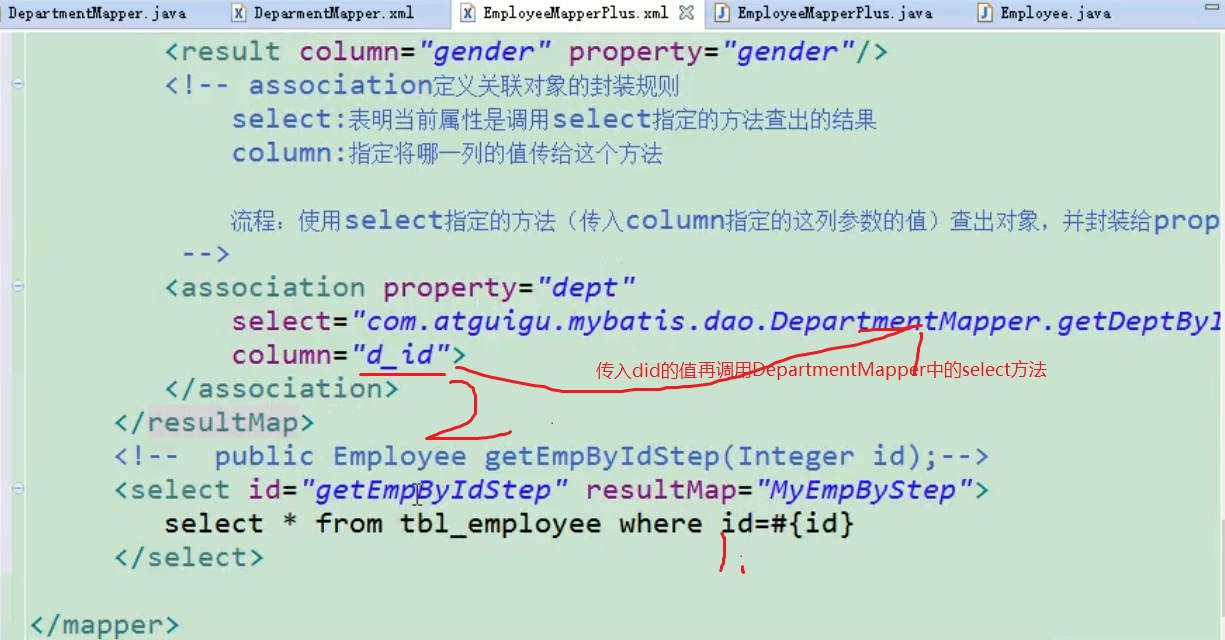 DepartmentMapper.java DeparmentMapper.xml EmployeeMapperPlus.xml EmployeeMapperPlus.java Employee.java
<result column="gender" property="gender"/>
<!-- association定义关联对象的封装规则
select:表明当前属性是调用select指定的方法查出的结果
column:指定将哪一列的值传给这个方法
流程：使用select指定的方法（传入column指定的这列参数的值）查出对象，并封装给prop
-->
<association property="dept"
select="com.atguigu.mybatis.dao.DepartmentMapper.getDeptBy
column="d_id">
传入did的值再调用DepartmentMapper中的select方法
</association>
2
</resultMap>
<!-- public Employee getEmpByIdStep(Integer id);-->
<select id="getEmpByIdStep" resultMap="MyEmpByStep">
select * from tbl_employee where id=#{id}
1.
</select>
</mapper>